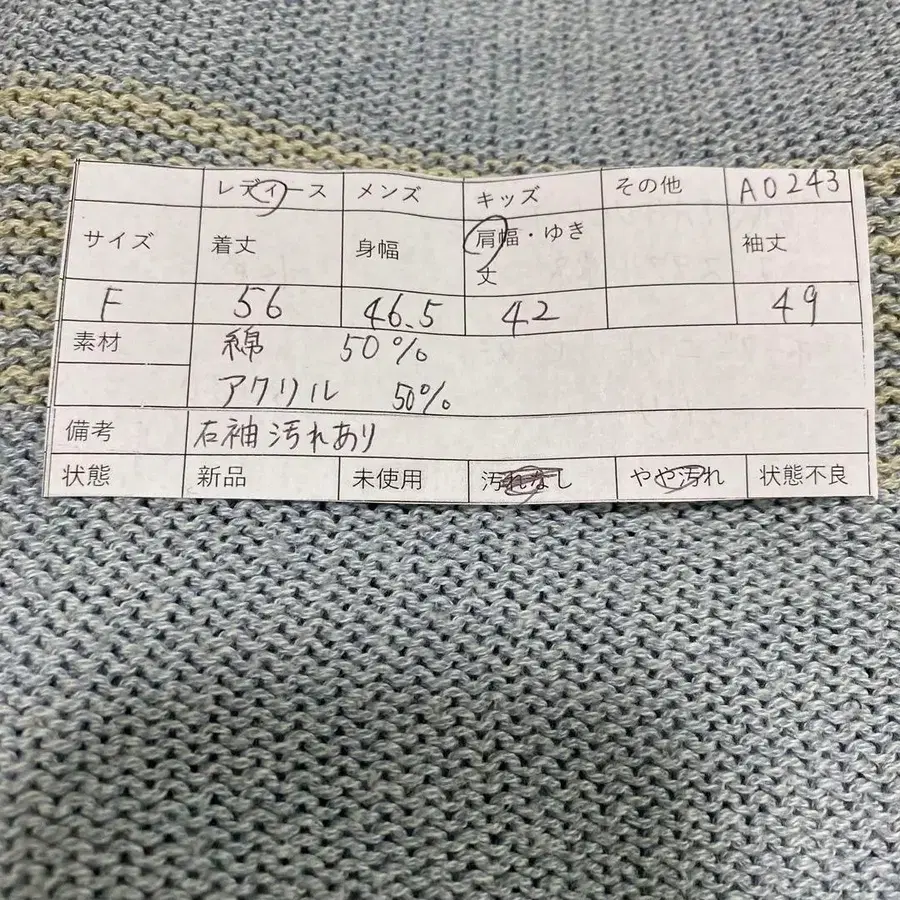 レディース メンズ キッズ その他 A0243
サイズ 着丈 身幅 肩幅・ゆき丈 袖丈
F 56 46.5 42 49
素材 綿 50%
アクリル 50%
備考 右袖汚れあり
状態 新品 未使用 汚れなし やや汚れ 状態不良